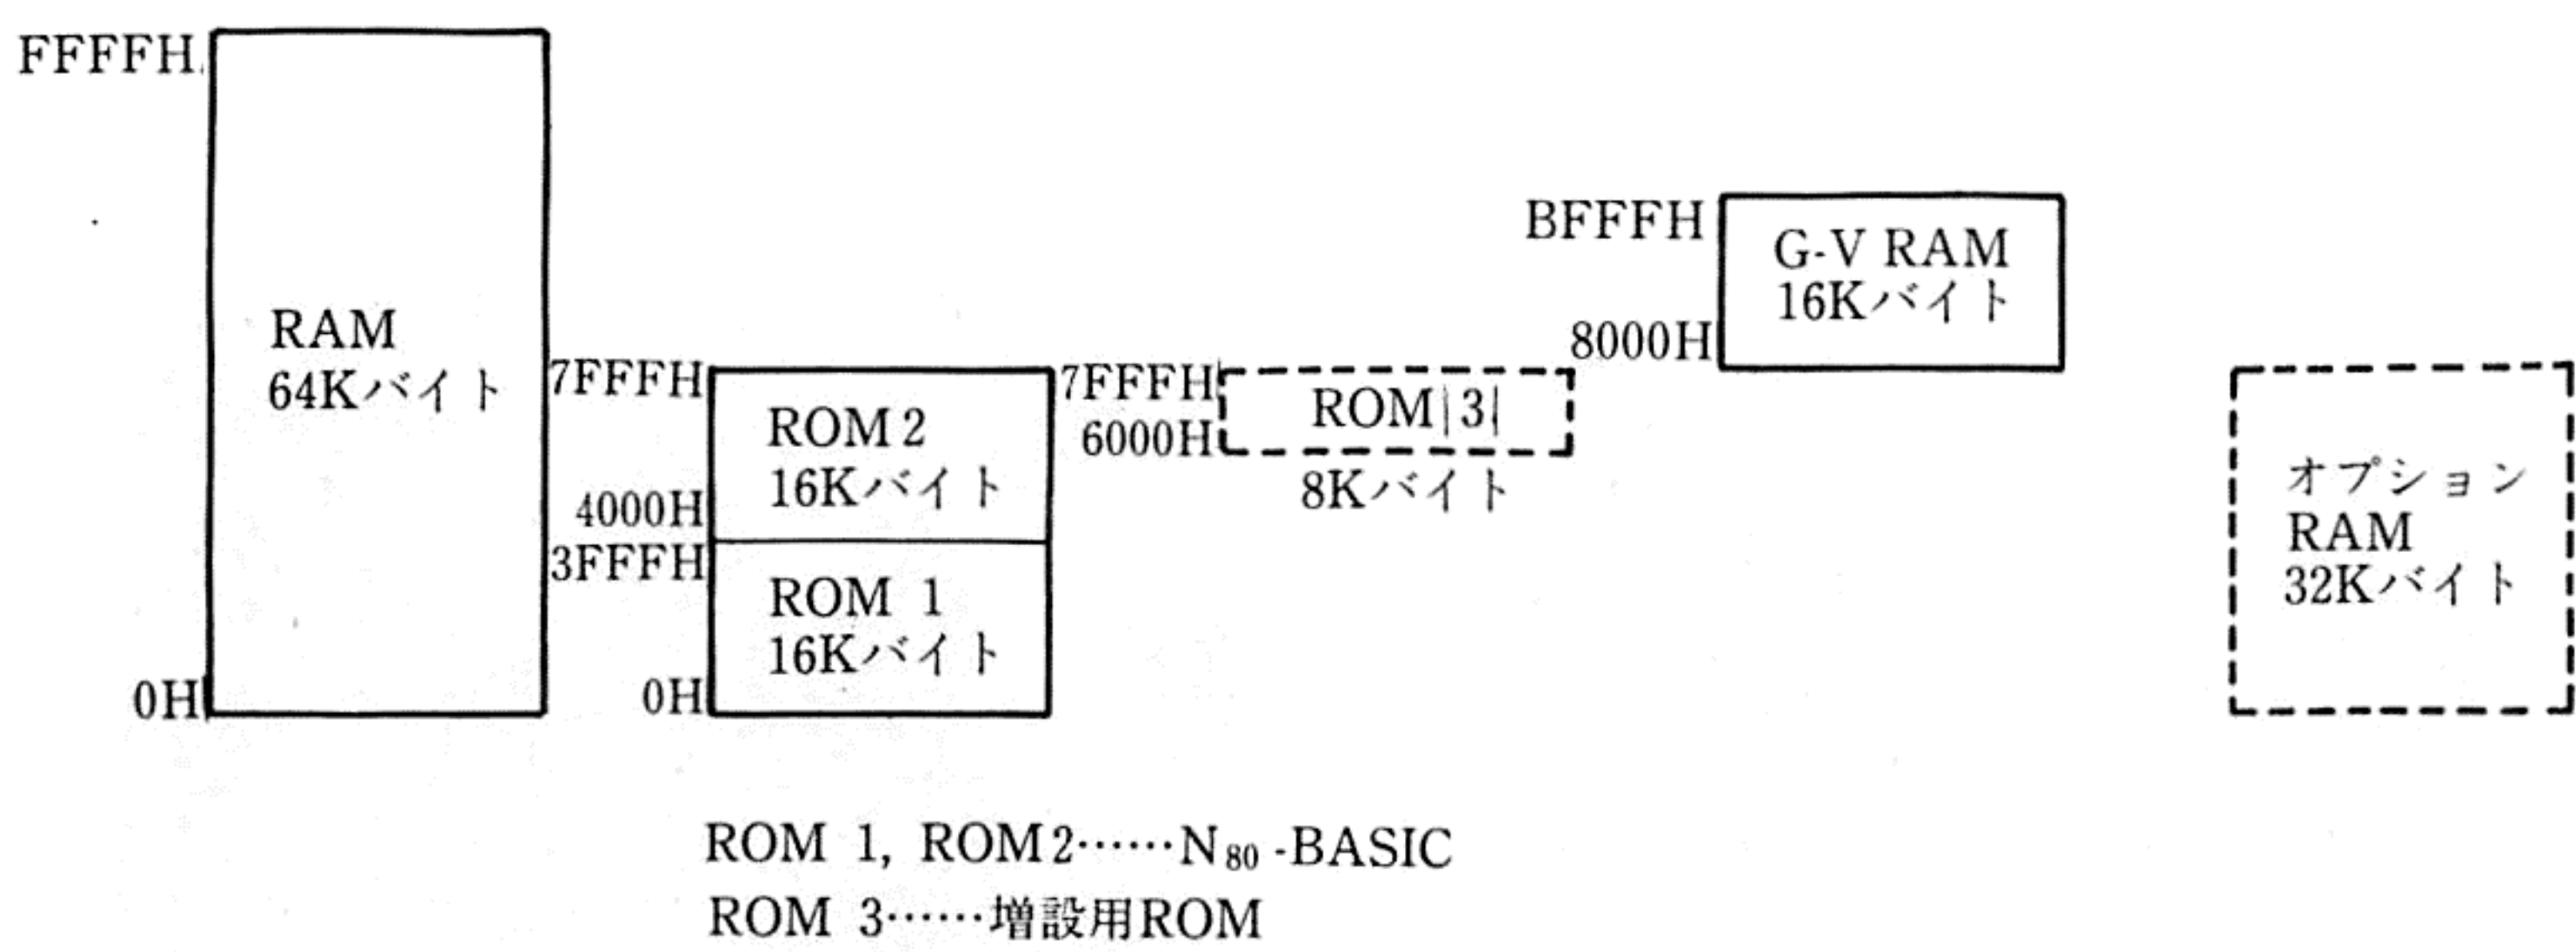 FFFFH
RAM
64Kバイト
0H
7FFFH
ROM 2
16Kバイト
4000H
3FFFH
ROM 1
16Kバイト
0H
7FFFH
6000H
ROM 3
8Kバイト
BFFFH
G-V RAM
16Kバイト
8000H
オプション
RAM
32Kバイト
ROM 1, ROM2……N₈₀-BASIC
ROM 3……増設用ROM